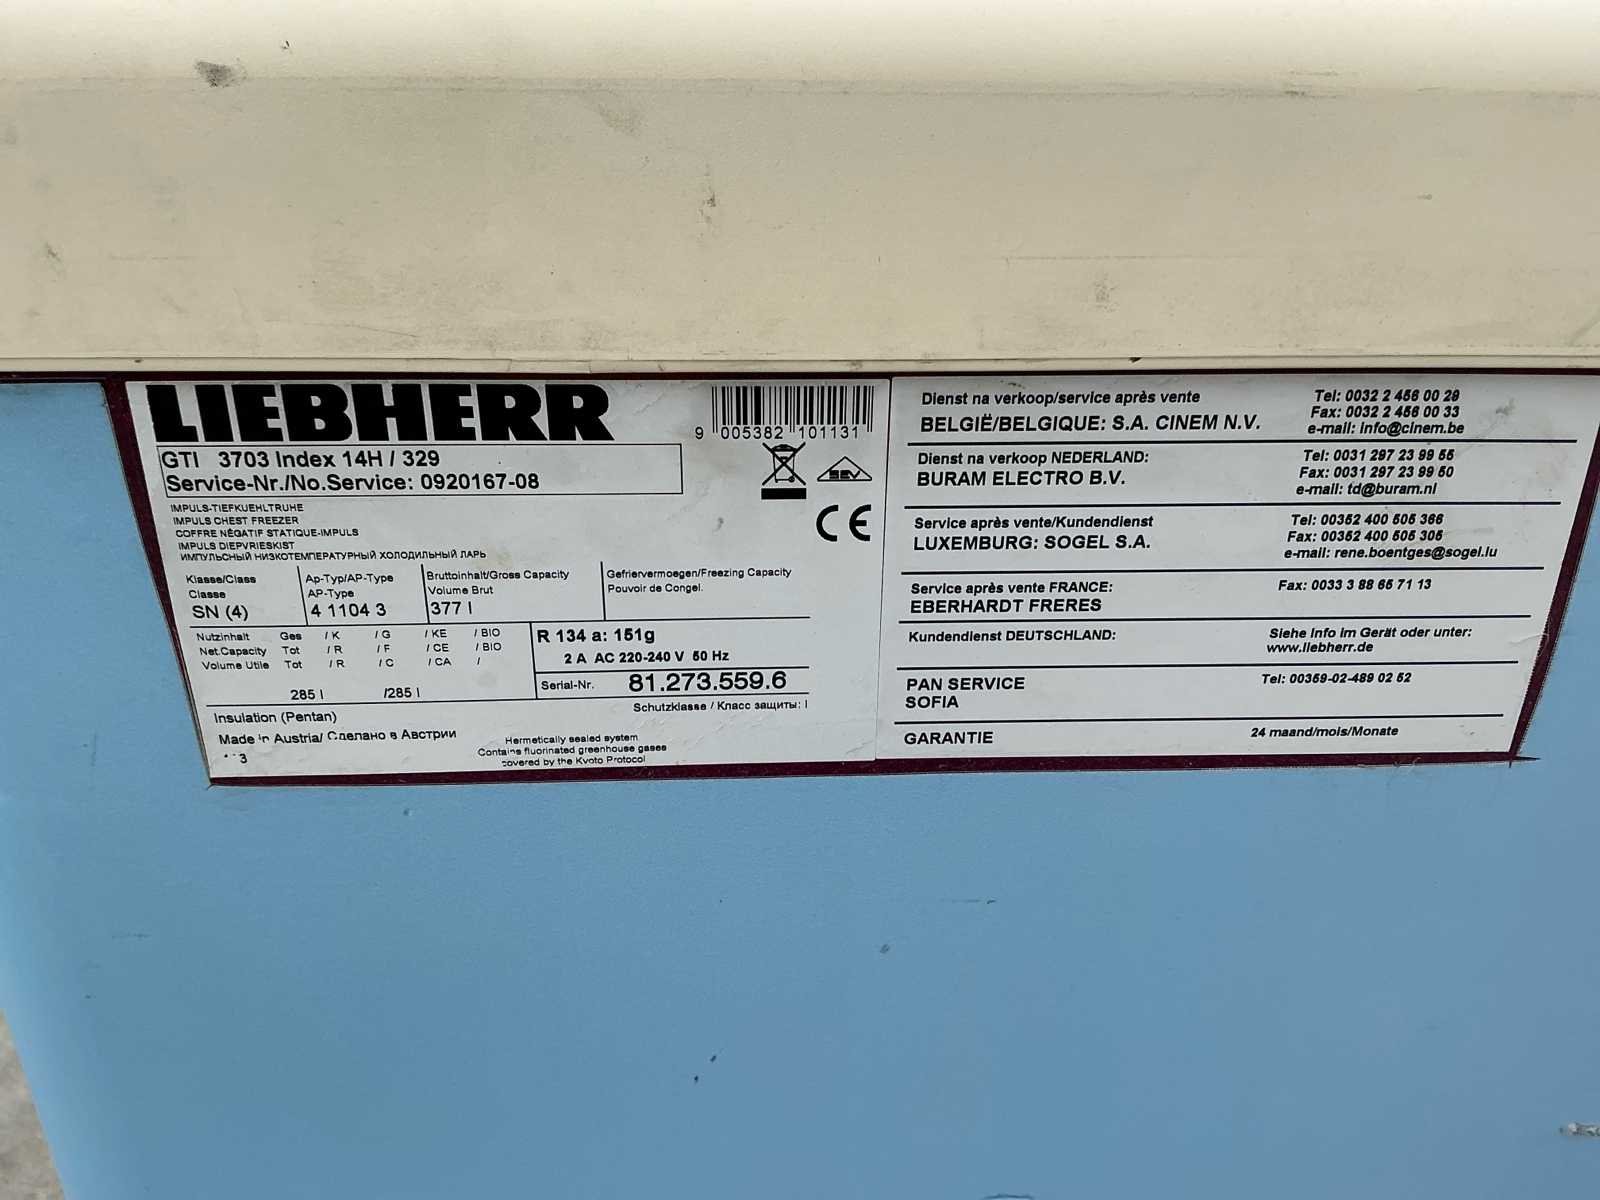 LIEBHERR
9 005382 101131
GTI 3703 Index 14H / 329
Service-Nr./No.Service: 0920167-08
SEV
CE
IMPULS-TIEFKUEHLTRUHE
IMPULS CHEST FREEZER
COFFRE NÉGATIF STATIQUE-IMPULS
IMPULS DIEPVRIESKIST
ИМПУЛЬСНЫЙ НИЗКОТЕМПЕРАТУРНЫЙ ХОЛОДИЛЬНЫЙ ЛАРЬ
Klasse/Class
Classe
SN (4)
Ap-Typ/AP-Type
AP-Type
4 1104 3
Bruttoinhalt/Gross Capacity
Volume Brut
377 l
Gefriervermoegen/Freezing Capacity
Pouvoir de Congel.
Nutzinhalt Ges / K / G / KE / BIO
Net.Capacity Tot / R / F / CE / BIO
Volume Utile Tot / R / C / CA /
285 l /285 l
R 134 a: 151g
2 A AC 220-240 V 50 Hz
Serial-Nr. 81.273.559.6
Schutzklasse / Класс защиты: I
Insulation (Pentan)
Made in Austria/ Сделано в Австрии
3
Hermetically sealed system
Contains fluorinated greenhouse gases
covered by the Kyoto Protocol
Dienst na verkoop/service après vente
BELGIË/BELGIQUE: S.A. CINEM N.V.
Tel: 0032 2 456 00 29
Fax: 0032 2 456 00 33
e-mail: info@cinem.be
Dienst na verkoop NEDERLAND:
BURAM ELECTRO B.V.
Tel: 0031 297 23 99 55
Fax: 0031 297 23 99 50
e-mail: td@buram.nl
Service après vente/Kundendienst
LUXEMBURG: SOGEL S.A.
Tel: 00352 400 505 366
Fax: 00352 400 505 305
e-mail: rene.boentges@sogel.lu
Service après vente FRANCE:
EBERHARDT FRERES
Fax: 0033 3 88 65 71 13
Kundendienst DEUTSCHLAND:
Siehe Info im Gerät oder unter:
www.liebherr.de
PAN SERVICE
SOFIA
Tel: 00359-02-489 02 52
GARANTIE
24 maand/mois/Monate